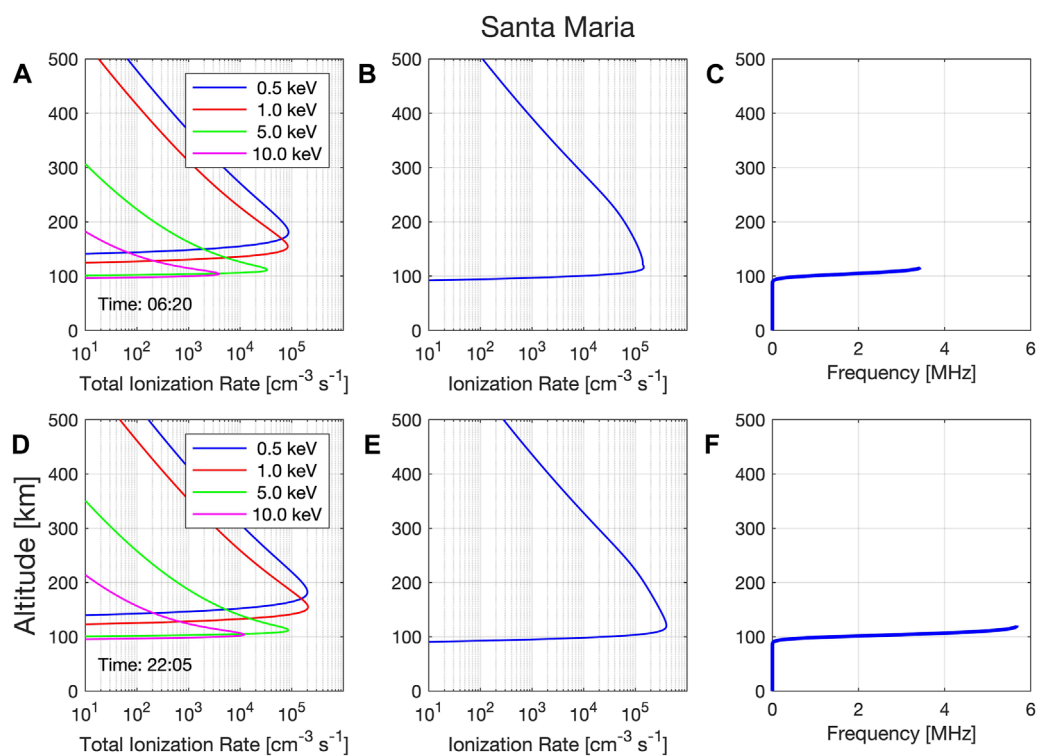 Santa Maria
A
B
C
500
400
300
200
100
0
0.5 keV
1.0 keV
5.0 keV
10.0 keV
Time: 06:20
10^1 10^2 10^3 10^4 10^5
Total Ionization Rate [cm^-3 s^-1]
500
400
300
200
100
0
10^1 10^2 10^3 10^4 10^5
Ionization Rate [cm^-3 s^-1]
500
400
300
200
100
0
0 2 4 6
Frequency [MHz]
D
E
F
Altitude [km]
500
400
300
200
100
0
0.5 keV
1.0 keV
5.0 keV
10.0 keV
Time: 22:05
10^1 10^2 10^3 10^4 10^5
Total Ionization Rate [cm^-3 s^-1]
500
400
300
200
100
0
10^1 10^2 10^3 10^4 10^5
Ionization Rate [cm^-3 s^-1]
500
400
300
200
100
0
0 2 4 6
Frequency [MHz]